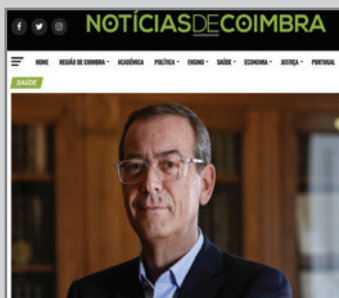 NOTÍCIASDECOIMBRA
HOME REGIÃO DE COIMBRA ACADÉMICA POLÍTICA ENSINO SAÚDE ECONOMIA JUSTIÇA PORTUGAL
SAÚDE